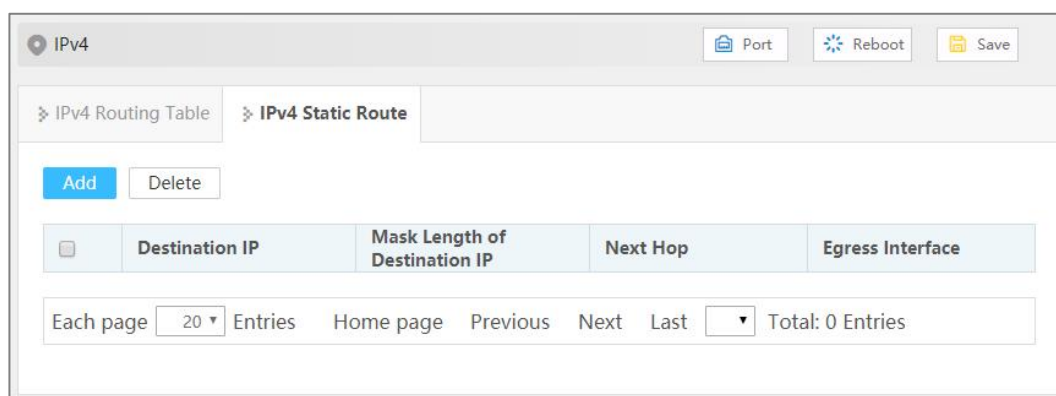 IPv4 Port Reboot Save
IPv4 Routing Table IPv4 Static Route
Add Delete
Destination IP Mask Length of Destination IP Next Hop Egress Interface
Each page 20 Entries Home page Previous Next Last Total: 0 Entries